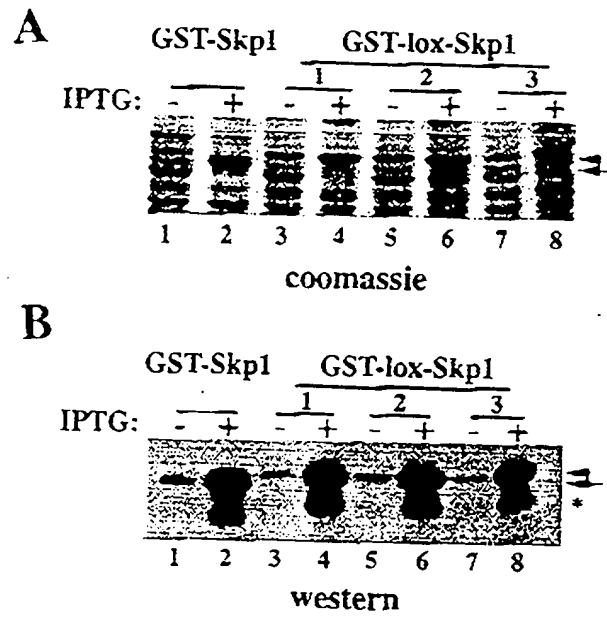 A
GST-Skp1 GST-lox-Skp1
1 2 3
IPTG: - + - + - + - +
1 2 3 4 5 6 7 8
coomassie
B
GST-Skp1 GST-lox-Skp1
1 2 3
IPTG: - + - + - + - +
*
1 2 3 4 5 6 7 8
western